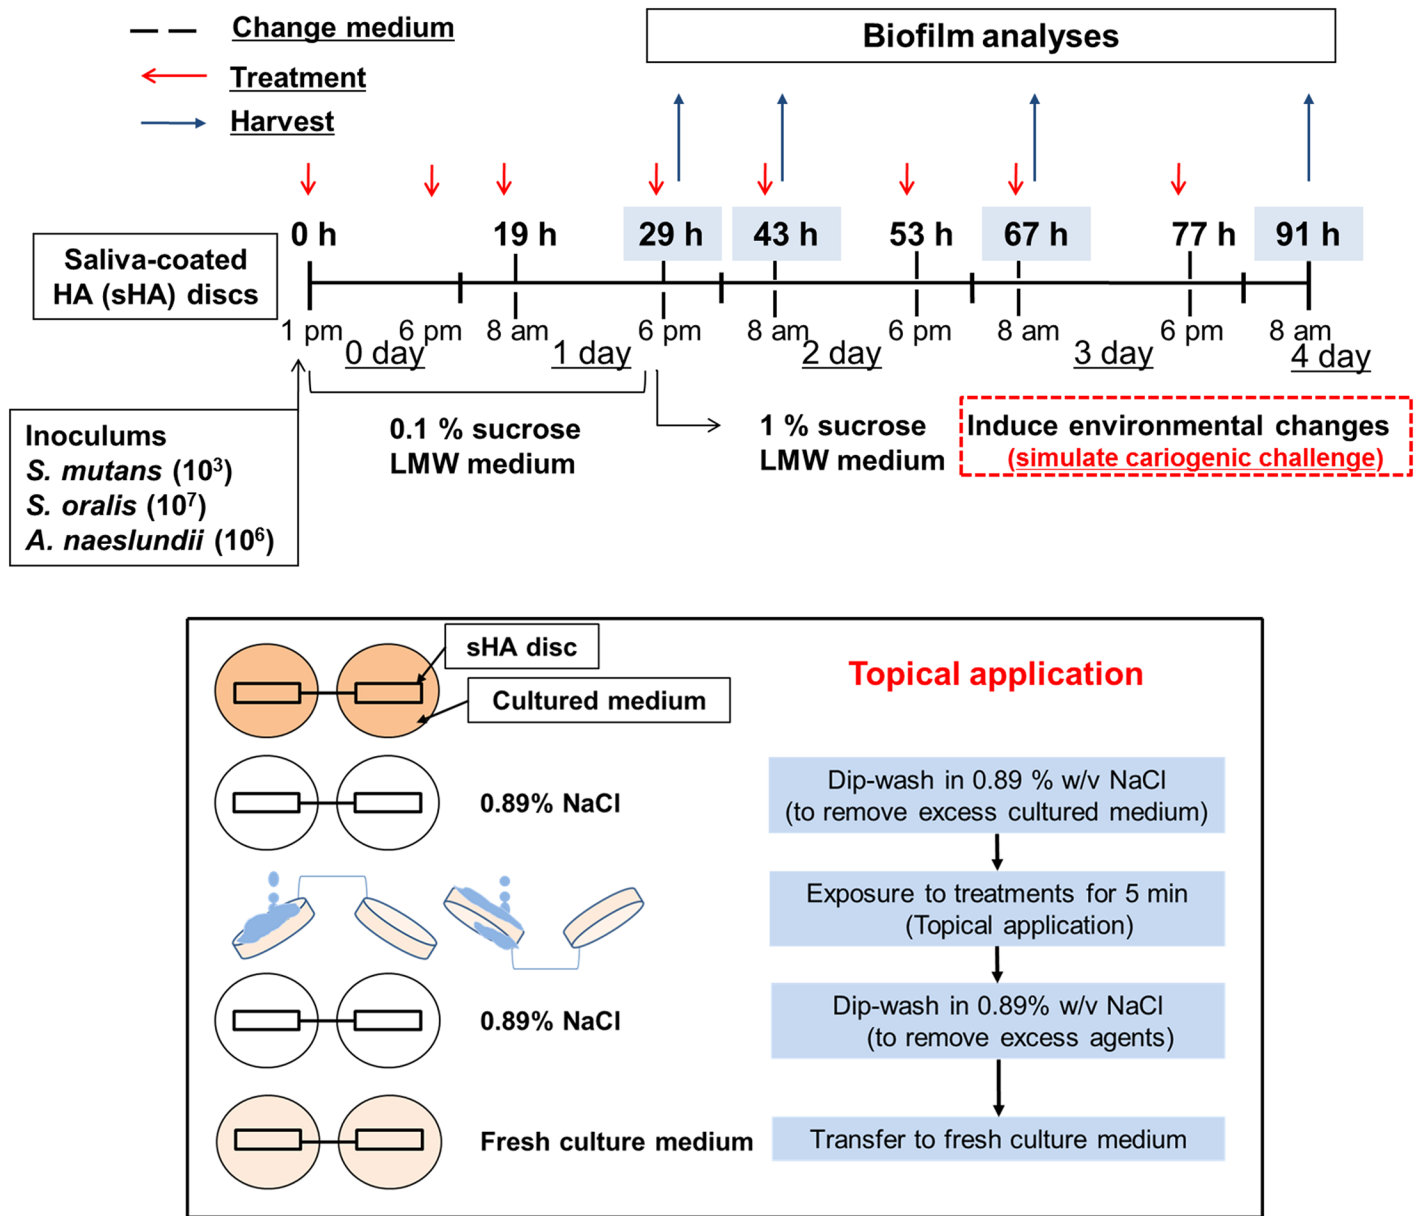 Change medium
Treatment
Harvest
Biofilm analyses
0 h
19 h
29 h
43 h
53 h
67 h
77 h
91 h
Saliva-coated
HA (sHA) discs
1 pm
6 pm
8 am
6 pm
8 am
6 pm
8 am
6 pm
8 am
0 day
1 day
2 day
3 day
4 day
Inoculums
S. mutans (10³)
S. oralis (10⁷)
A. naeslundii (10⁶)
0.1 % sucrose
LMW medium
1 % sucrose
LMW medium
Induce environmental changes
(simulate cariogenic challenge)
sHA disc
Cultured medium
0.89% NaCl
0.89% NaCl
Fresh culture medium
Topical application
Dip-wash in 0.89 % w/v NaCl
(to remove excess cultured medium)
Exposure to treatments for 5 min
(Topical application)
Dip-wash in 0.89% w/v NaCl
(to remove excess agents)
Transfer to fresh culture medium